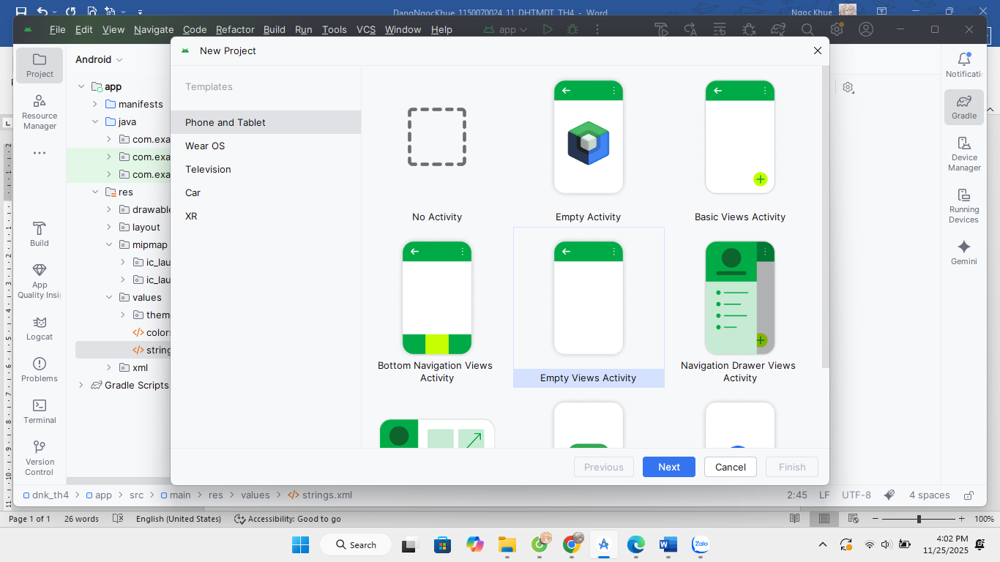 DangNgocKhue_1150070024_11_DHTMDT_TH4 - Word
Ngoc Khue
File Edit View Navigate Code Refactor Build Run Tools VCS Window Help
app
Project
Resource
Manager
Build
App
Quality Insi
Logcat
Problems
Terminal
Version
Control
Android
app
manifests
java
com.exa
com.exa
com.exa
res
drawable
layout
mipmap
ic_lau
ic_lau
values
them
colors
string
xml
Gradle Scripts
New Project
Templates
Phone and Tablet
Wear OS
Television
Car
XR
No Activity
Empty Activity
Basic Views Activity
Bottom Navigation Views
Activity
Empty Views Activity
Navigation Drawer Views
Activity
Previous
Next
Cancel
Finish
Notificati
Gradle
Device
Manager
Running
Devices
Gemini
dnk_th4 > app > src > main > res > values > strings.xml
2:45 LF UTF-8 4 spaces
Page 1 of 1 26 words English (United States) Accessibility: Good to go 100%
Search
Zalo
4:02 PM
11/25/2025